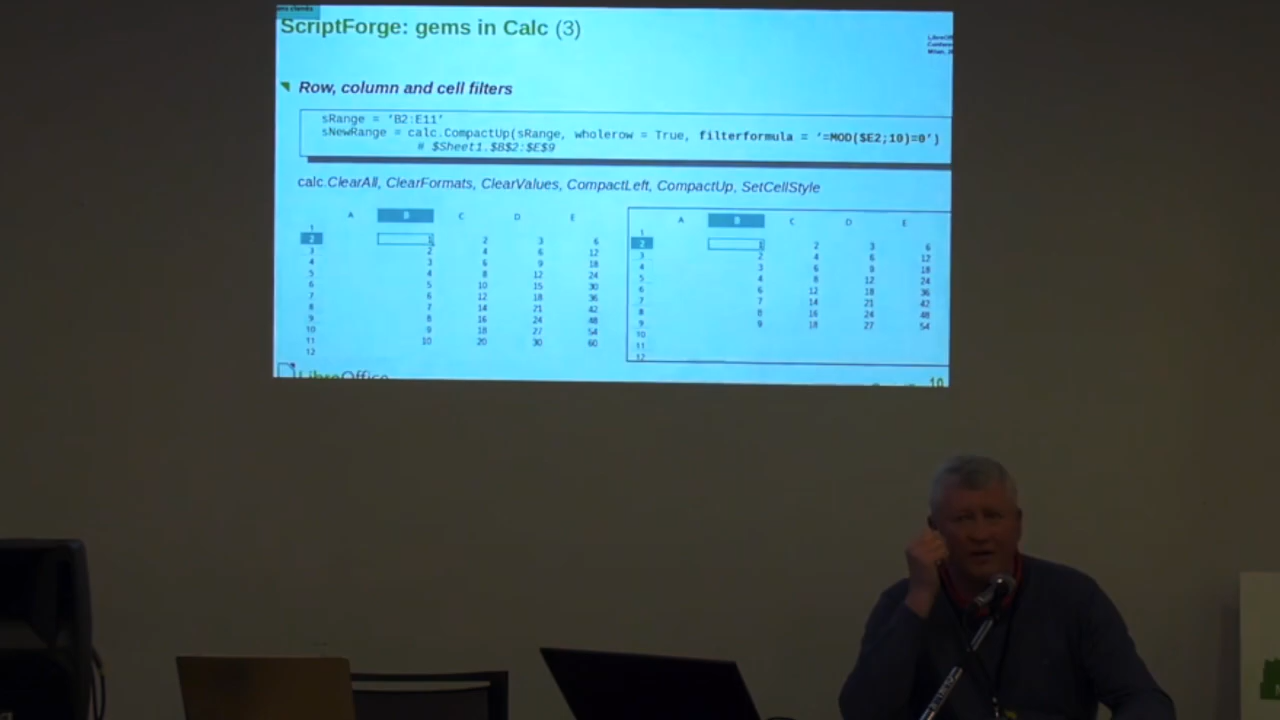 ScriptForge: gems in Calc (3)
Row, column and cell filters
sRange = 'B2:E11'
sNewRange = calc.CompactUp(sRange, wholerow = True, filterformula = '=MOD($E2;10)=0')
# $Sheet1.$B$2:$E$9
calc.ClearAll, ClearFormats, ClearValues, CompactLeft, CompactUp, SetCellStyle
A B C D E
1
2 1 2 3 6
3 2 4 6 12
4 3 6 9 18
5 4 8 12 24
6 5 10 15 30
7 6 12 18 36
8 7 14 21 42
9 8 16 24 48
10 9 18 27 54
11 10 20 30 60
12
A B C D E
1
2 1 2 3 6
3 2 4 6 12
4 3 6 9 18
5 4 8 12 24
6 6 12 18 36
7 7 14 21 42
8 8 16 24 48
9 9 18 27 54
10
11
12
LibreOffice
10